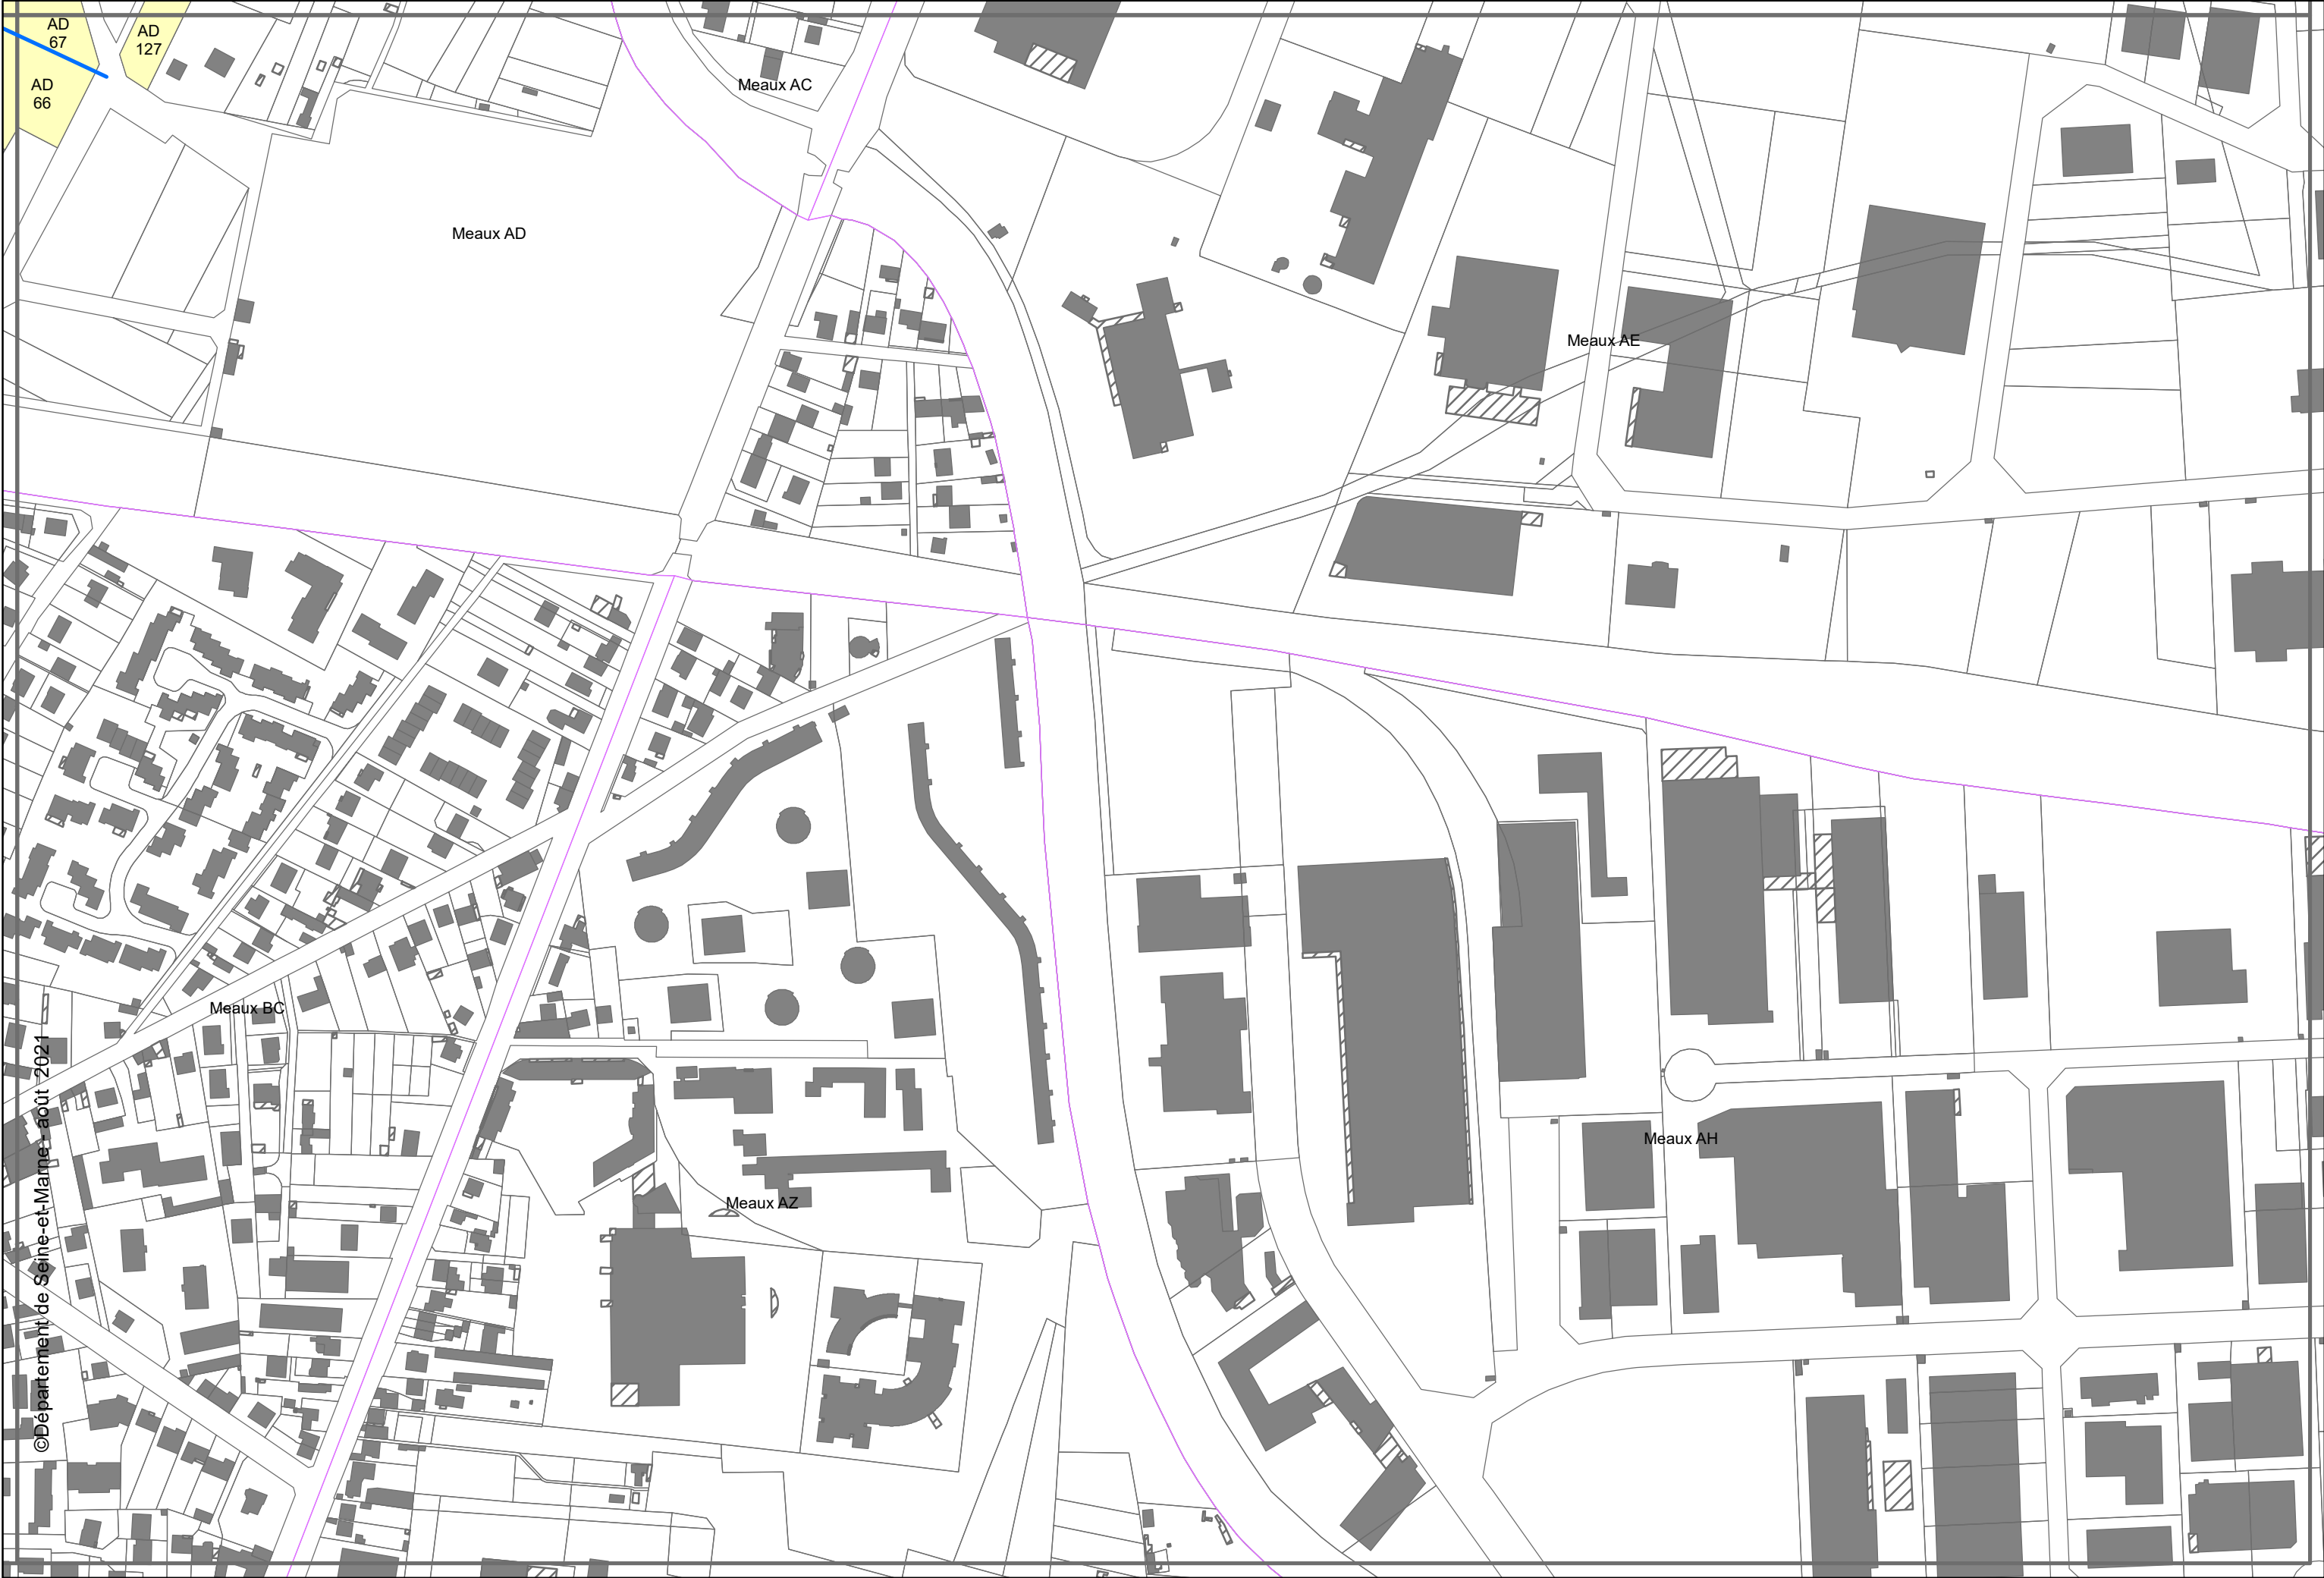 AD
67
AD
127
AD
66
Meaux AC
Meaux AD
Meaux AE
Meaux BC
©Département de Seine-et-Marne - août 2021
Meaux AH
Meaux AZ